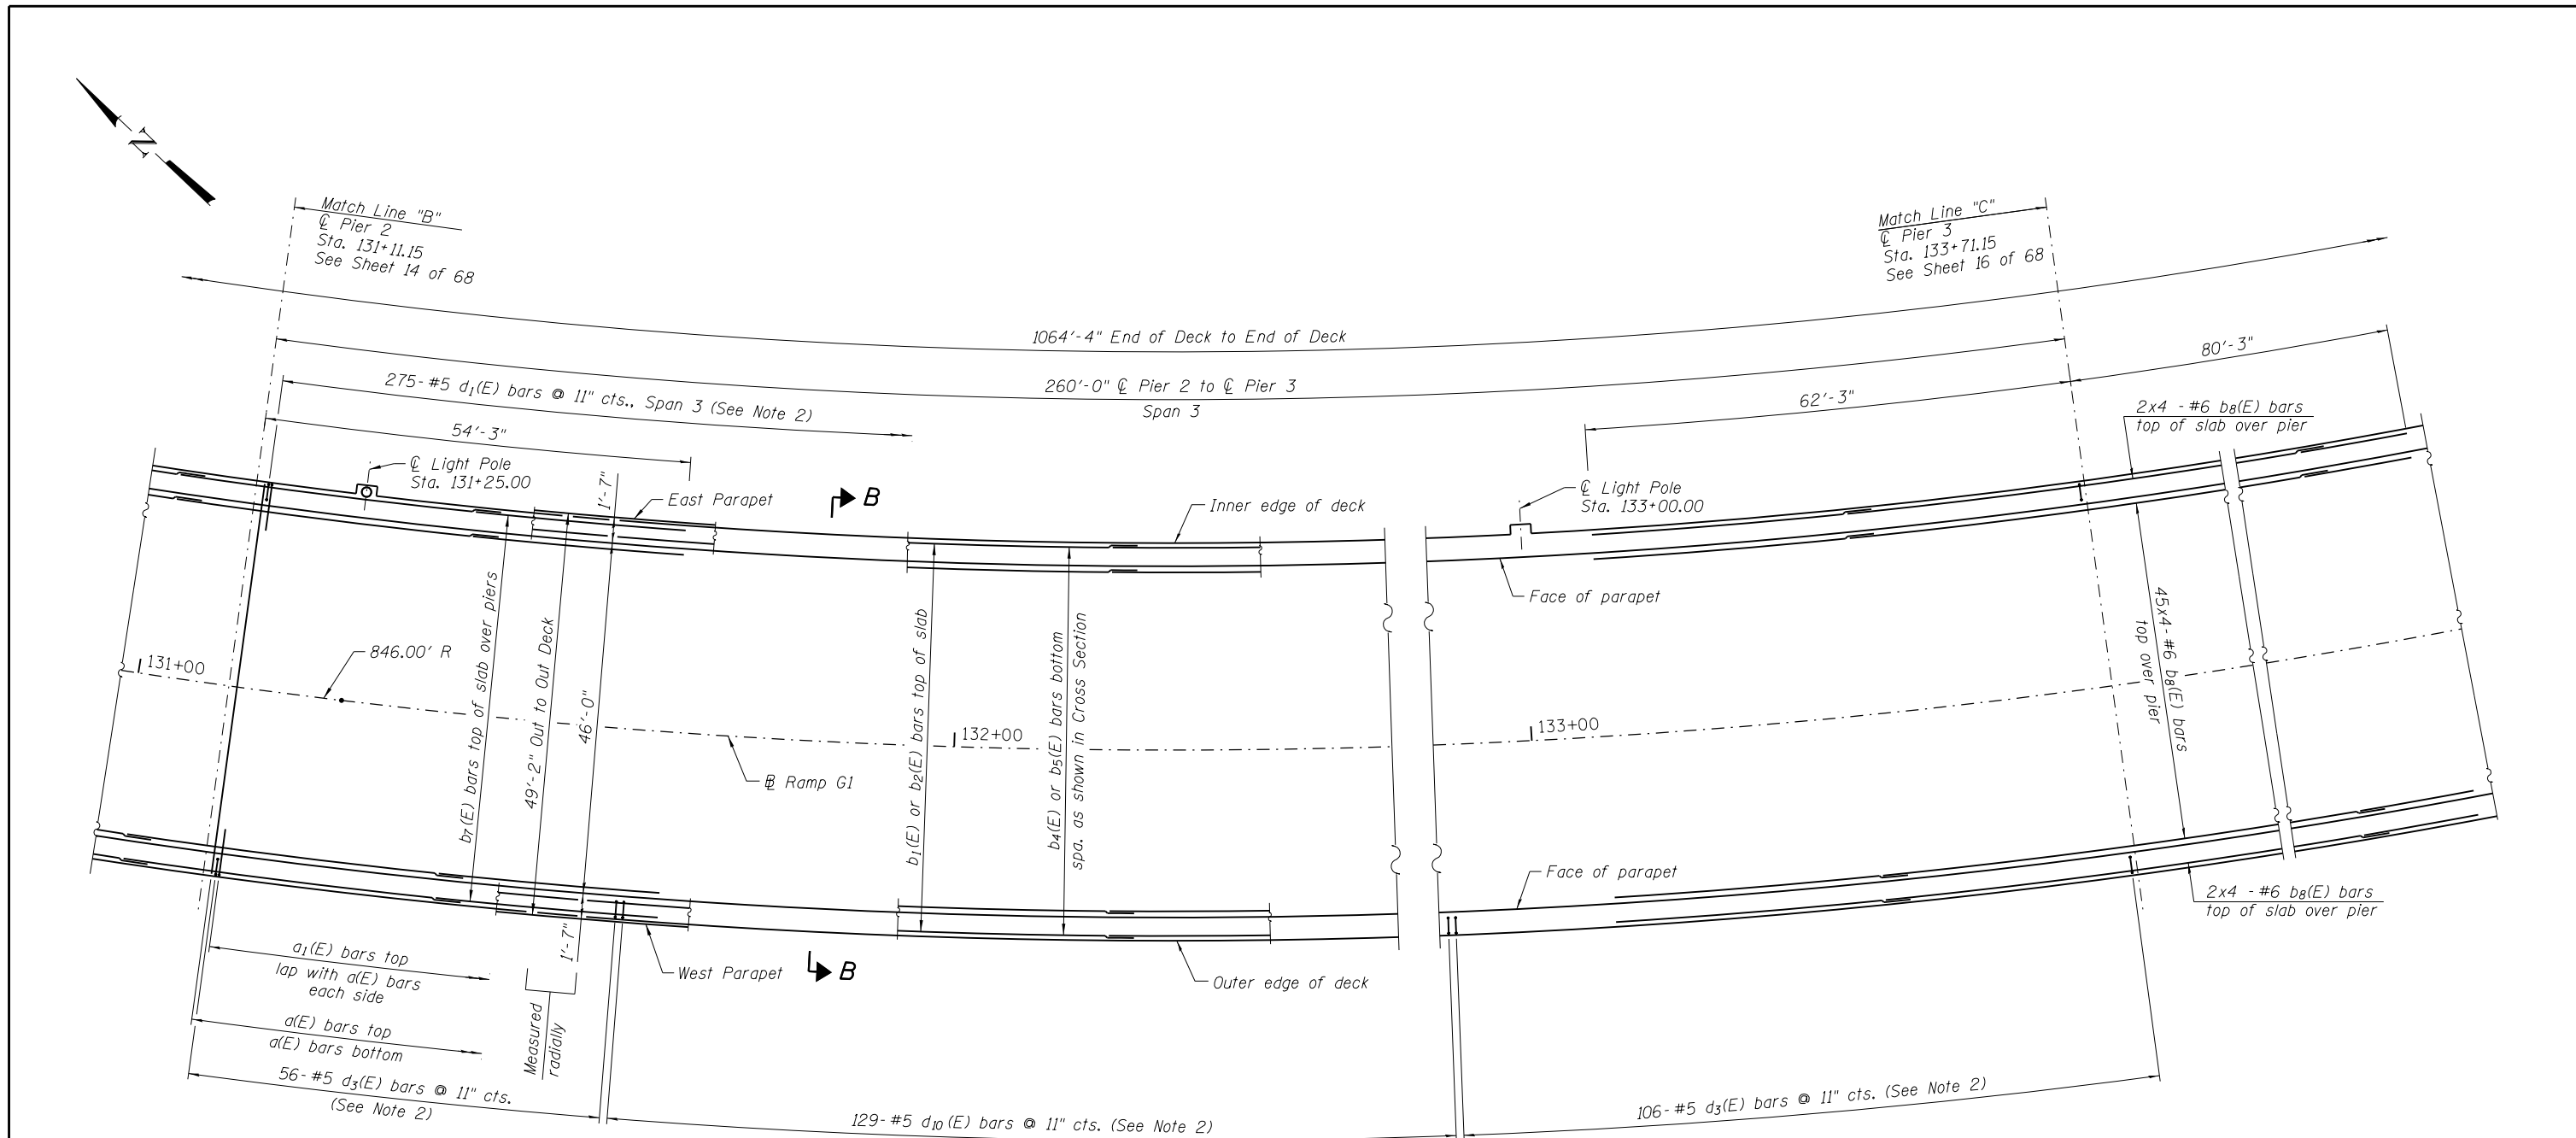 N
Match Line "B"
℄ Pier 2
Sta. 131+11.15
See Sheet 14 of 68
Match Line "C"
℄ Pier 3
Sta. 133+71.15
See Sheet 16 of 68
1064'-4" End of Deck to End of Deck
260'-0" ℄ Pier 2 to ℄ Pier 3
Span 3
80'-3"
62'-3"
275-#5 d1(E) bars @ 11" cts., Span 3 (See Note 2)
54'-3"
℄ Light Pole
Sta. 131+25.00
1'-7"
East Parapet
B
Inner edge of deck
℄ Light Pole
Sta. 133+00.00
2x4 -#6 b8(E) bars
top of slab over pier
Face of parapet
131+00
846.00' R
b7(E) bars top of slab over piers
49'-2" Out to Out Deck
46'-0"
b1(E) or b2(E) bars top of slab
b4(E) or b5(E) bars bottom
spa. as shown in Cross Section
132+00
133+00
45x4-#6 b8(E) bars
top over pier
⅊ Ramp G1
Face of parapet
2x4 -#6 b8(E) bars
top of slab over pier
a1(E) bars top
lap with a(E) bars
each side
1'-7"
West Parapet
B
Outer edge of deck
a(E) bars top
a(E) bars bottom
Measured
radially
56-#5 d3(E) bars @ 11" cts.
(See Note 2)
129-#5 d10(E) bars @ 11" cts. (See Note 2)
106-#5 d3(E) bars @ 11" cts. (See Note 2)